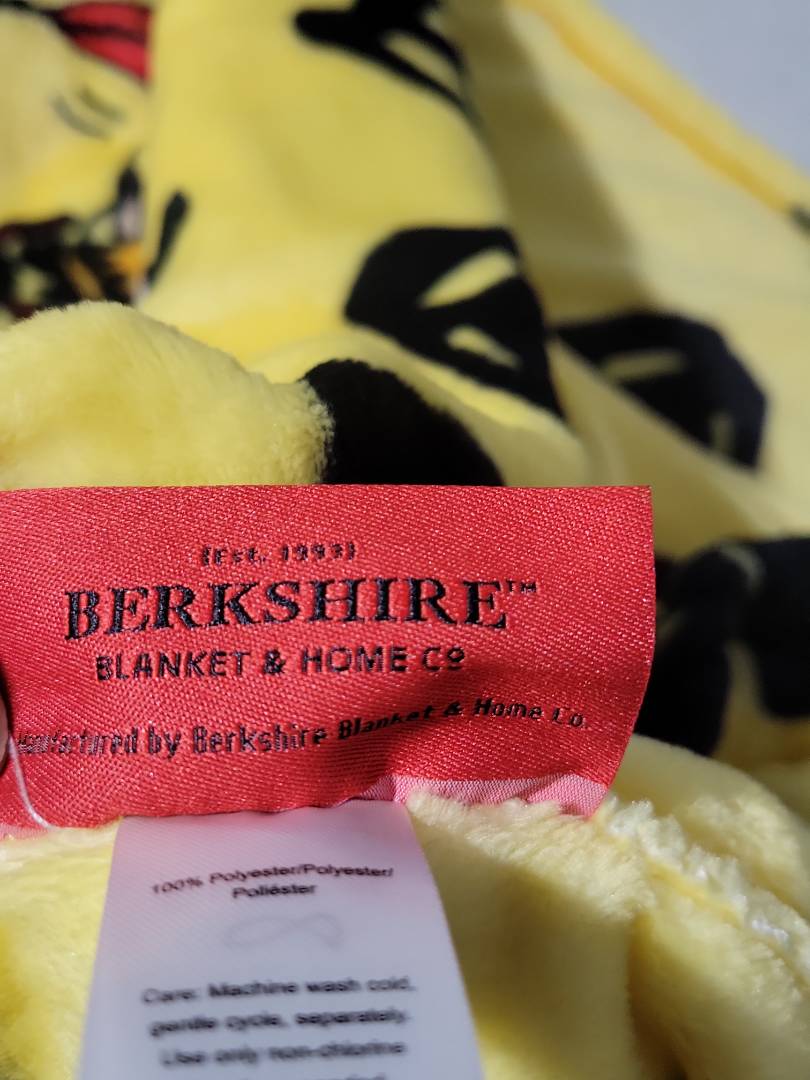 (Est. 1993)
BERKSHIRE™
BLANKET & HOME Cº
Manufactured by Berkshire Blanket & Home Co.
100% Polyester/Polyester/
Poliéster
Care: Machine wash cold,
gentle cycle, separately.
Use only non-chlorine